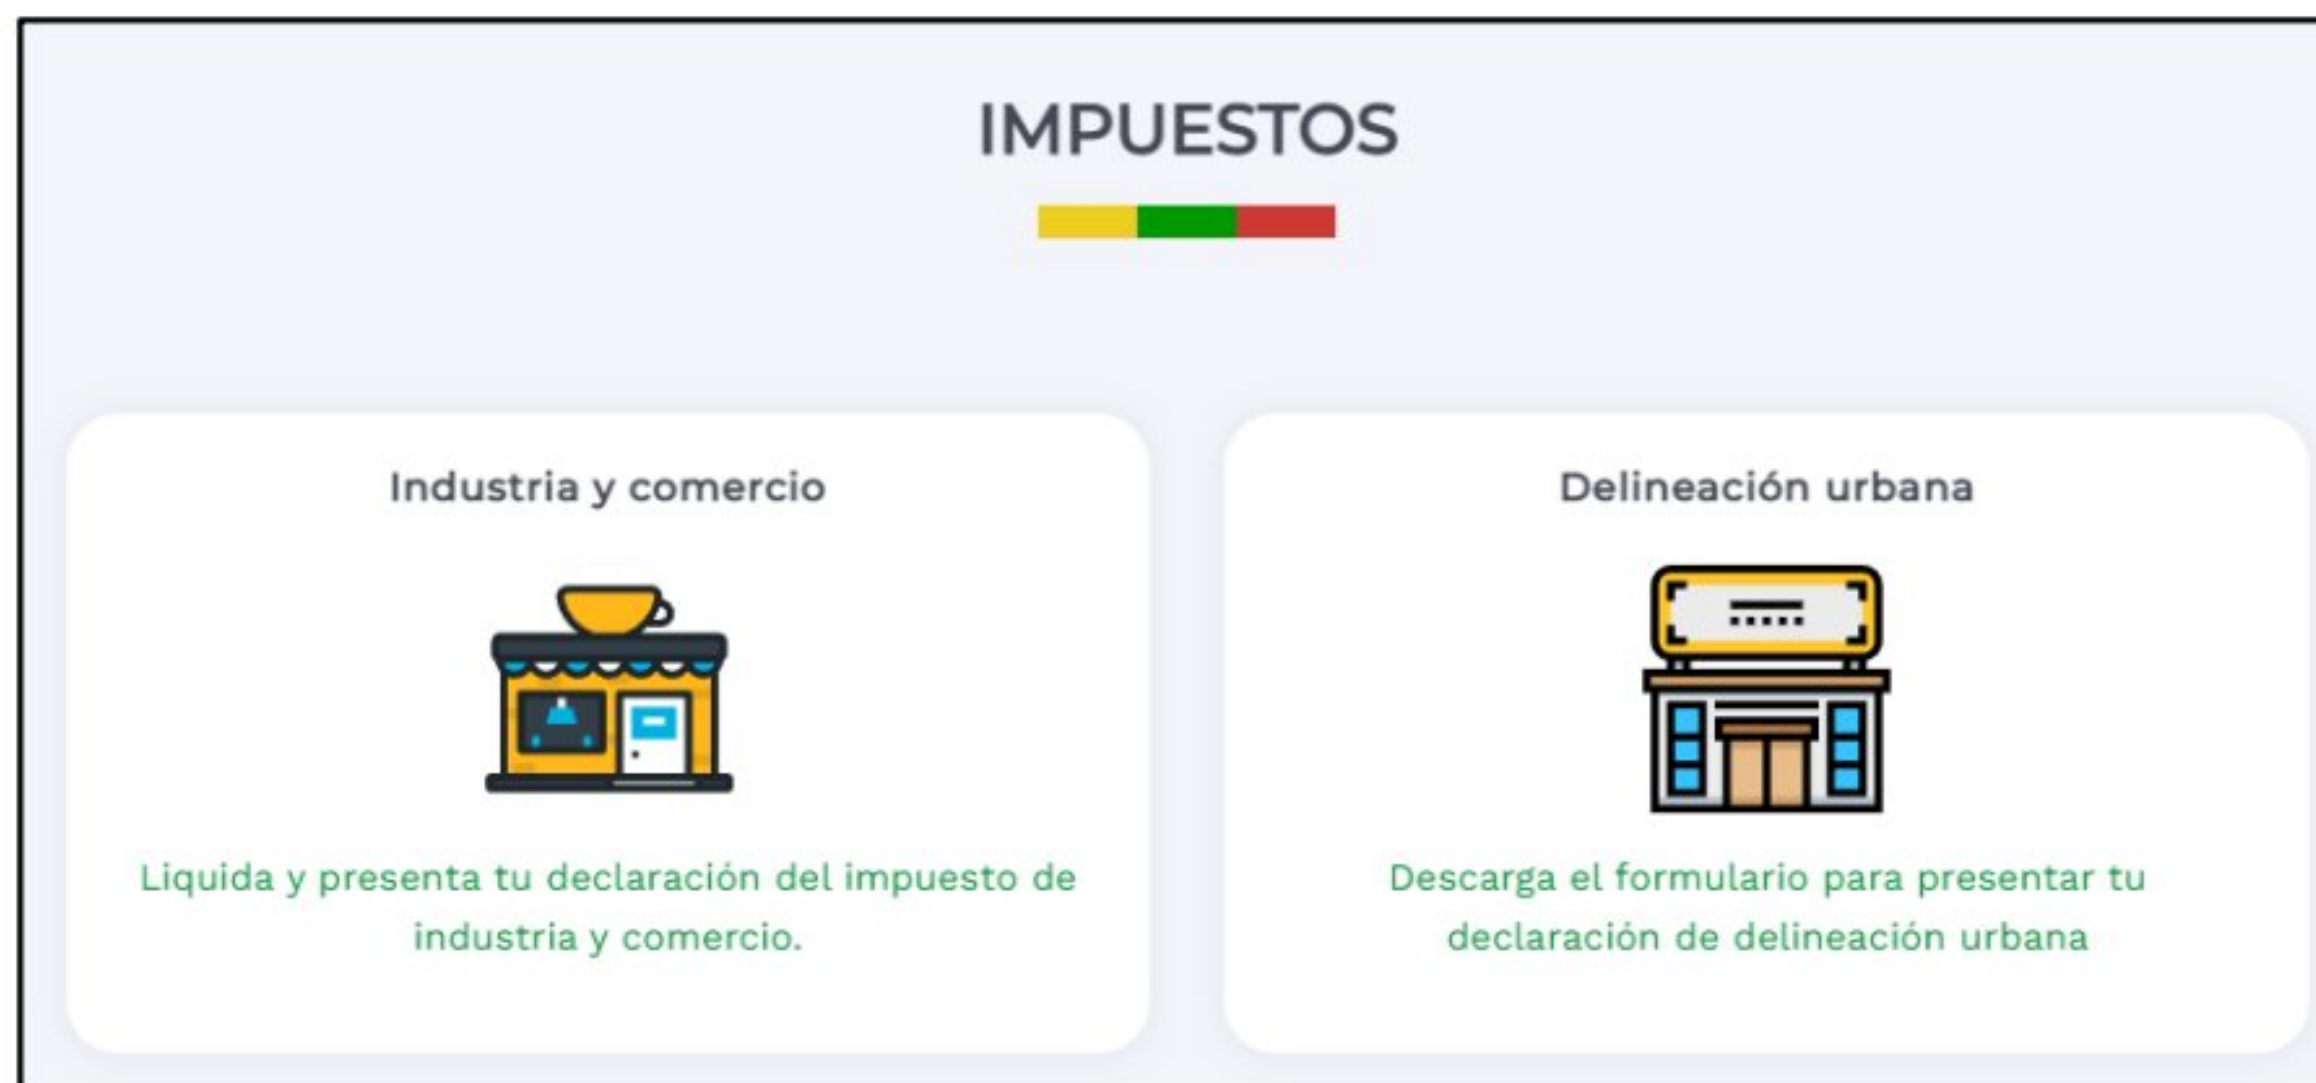 IMPUESTOS
Industria y comercio
Liquida y presenta tu declaración del impuesto de
industria y comercio.
Delineación urbana
Descarga el formulario para presentar tu
declaración de delineación urbana